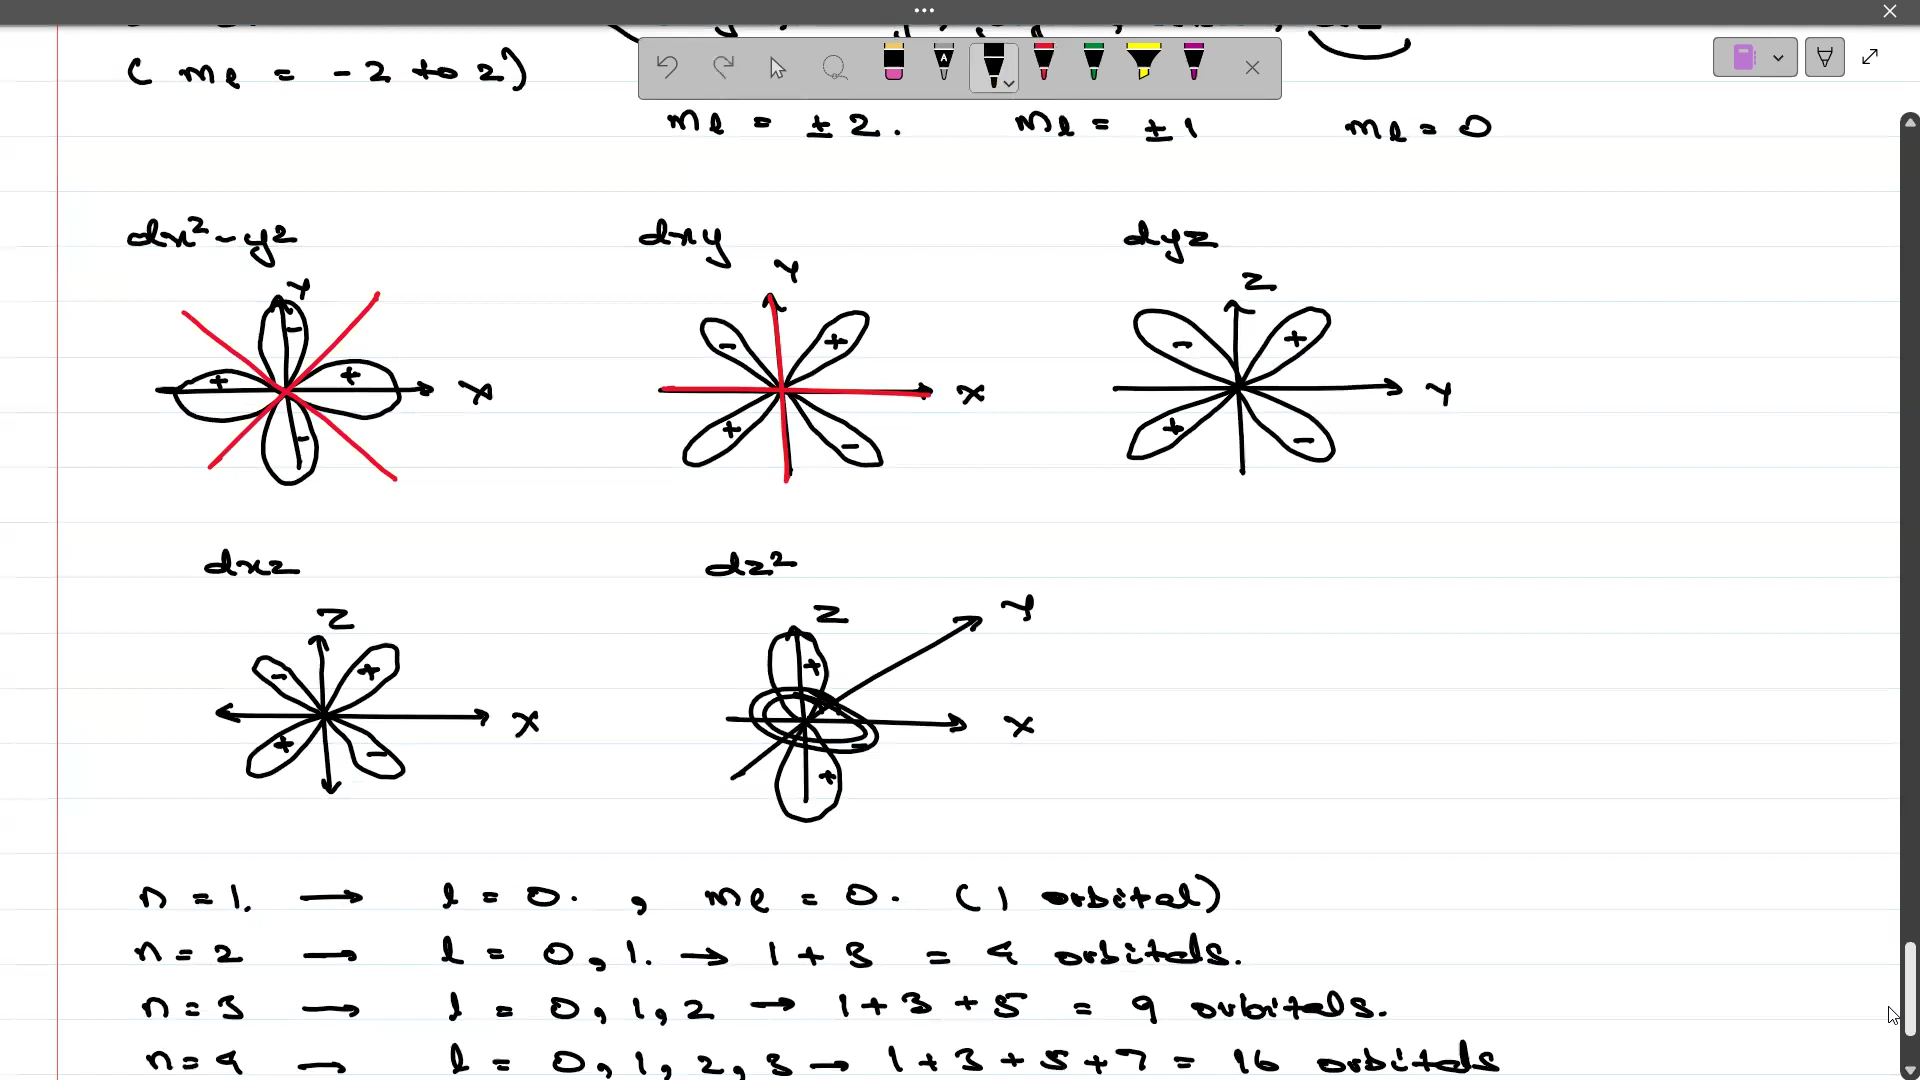 ( ml = -2 to 2)
ml = ± 2. ml = ± 1 ml = 0
dx²-y² dxy dyz
Y Y Z
- - + - +
+ + X X Y
- + - + -
dxz dz²
Z Z Y
- + +
X X
+ - - +
n = 1. → l = 0. , ml = 0. ( 1 orbital)
n = 2 → l = 0, 1. → 1 + 3 = 4 orbitals.
n = 3 → l = 0, 1, 2 → 1 + 3 + 5 = 9 orbitals.
n = 4 → l = 0, 1, 2, 3 → 1 + 3 + 5 + 7 = 16 orbitals